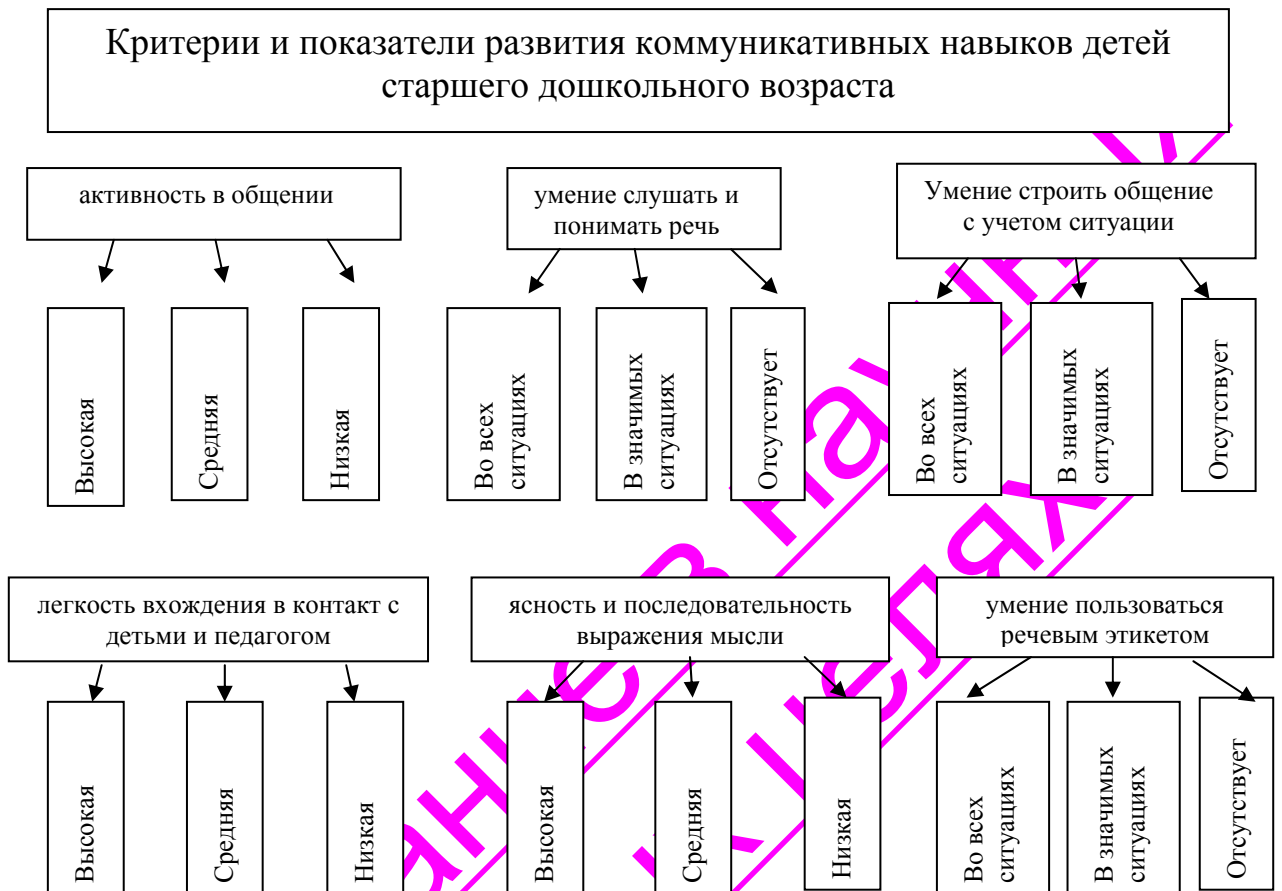 Критерии и показатели развития коммуникативных навыков детей
старшего дошкольного возраста
активность в общении
умение слушать и
понимать речь
Умение строить общение
с учетом ситуации
Высокая
Средняя
Низкая
Во всех
ситуациях
В значимых
ситуациях
Отсутствует
Во всех
ситуациях
В значимых
ситуациях
Отсутствует
легкость вхождения в контакт с
детьми и педагогом
ясность и последовательность
выражения мысли
умение пользоваться
речевым этикетом
Высокая
Средняя
Низкая
Высокая
Средняя
Низкая
Во всех
ситуациях
В значимых
ситуациях
Отсутствует